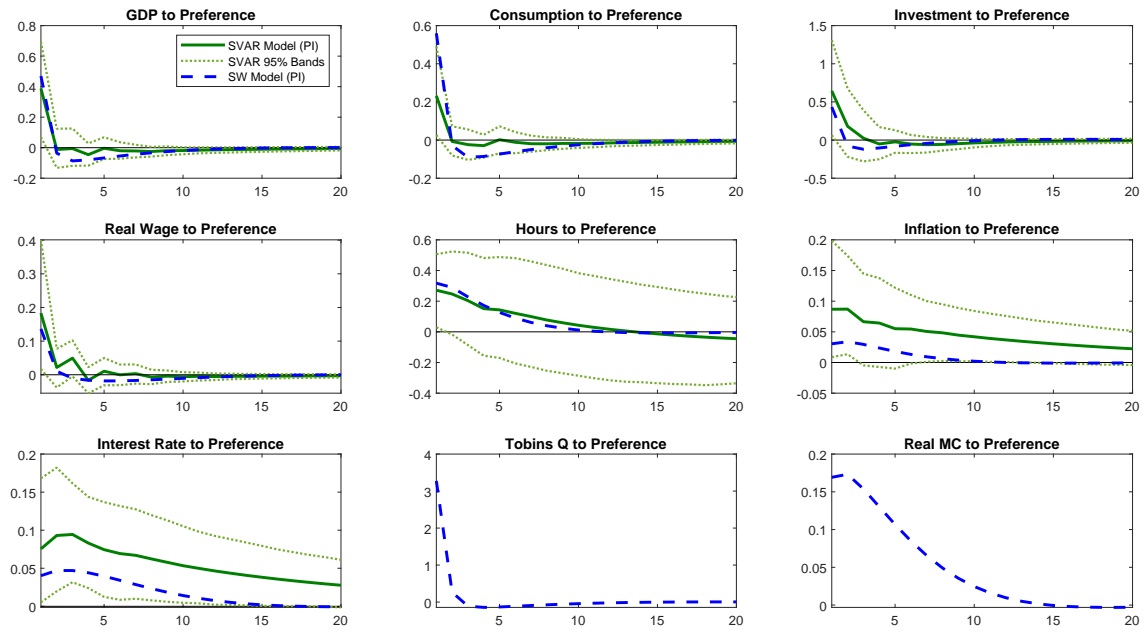 GDP to Preference
0.8
0.6
0.4
0.2
0
-0.2
5 10 15 20
SVAR Model (PI)
SVAR 95% Bands
SW Model (PI)
Consumption to Preference
0.6
0.4
0.2
0
-0.2
5 10 15 20
Investment to Preference
1.5
1
0.5
0
-0.5
5 10 15 20
Real Wage to Preference
0.4
0.3
0.2
0.1
0
5 10 15 20
Hours to Preference
0.6
0.4
0.2
0
-0.2
-0.4
5 10 15 20
Inflation to Preference
0.2
0.15
0.1
0.05
0
-0.05
5 10 15 20
Interest Rate to Preference
0.2
0.15
0.1
0.05
0
5 10 15 20
Tobins Q to Preference
4
3
2
1
0
5 10 15 20
Real MC to Preference
0.2
0.15
0.1
0.05
0
5 10 15 20